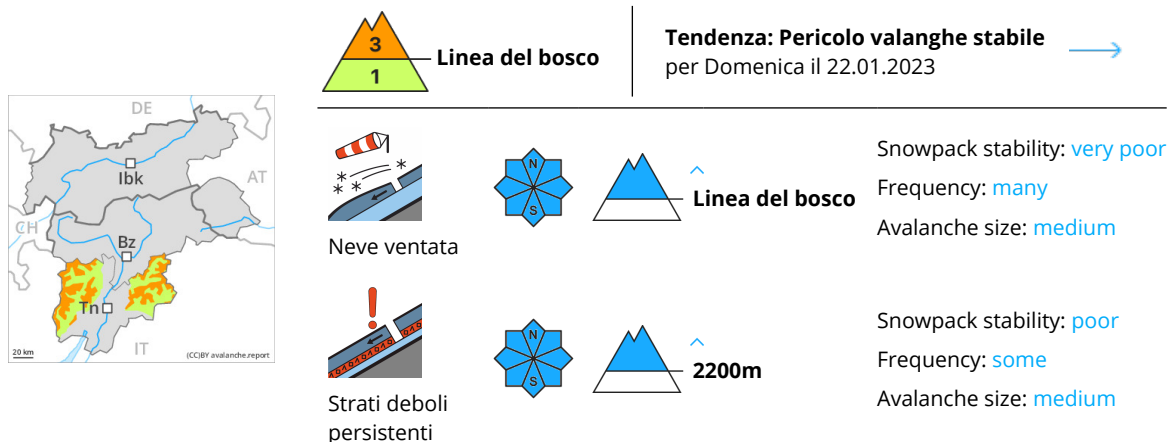 3
1
Linea del bosco
Tendenza: Pericolo valanghe stabile
per Domenica il 22.01.2023
DE
Ibk
AT
CH
Bz
Tn
IT
20 km
(CC)BY avalanche.report
Neve ventata
N
S
Linea del bosco
Snowpack stability: very poor
Frequency: many
Avalanche size: medium
Strati deboli
persistenti
N
S
2200m
Snowpack stability: poor
Frequency: some
Avalanche size: medium